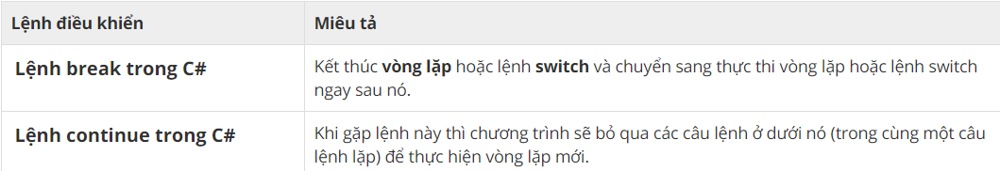 Lệnh điều khiển Miêu tả
Lệnh break trong C# Kết thúc vòng lặp hoặc lệnh switch và chuyển sang thực thi vòng lặp hoặc lệnh switch
ngay sau nó.
Lệnh continue trong C# Khi gặp lệnh này thì chương trình sẽ bỏ qua các câu lệnh ở dưới nó (trong cùng một câu
lệnh lặp) để thực hiện vòng lặp mới.